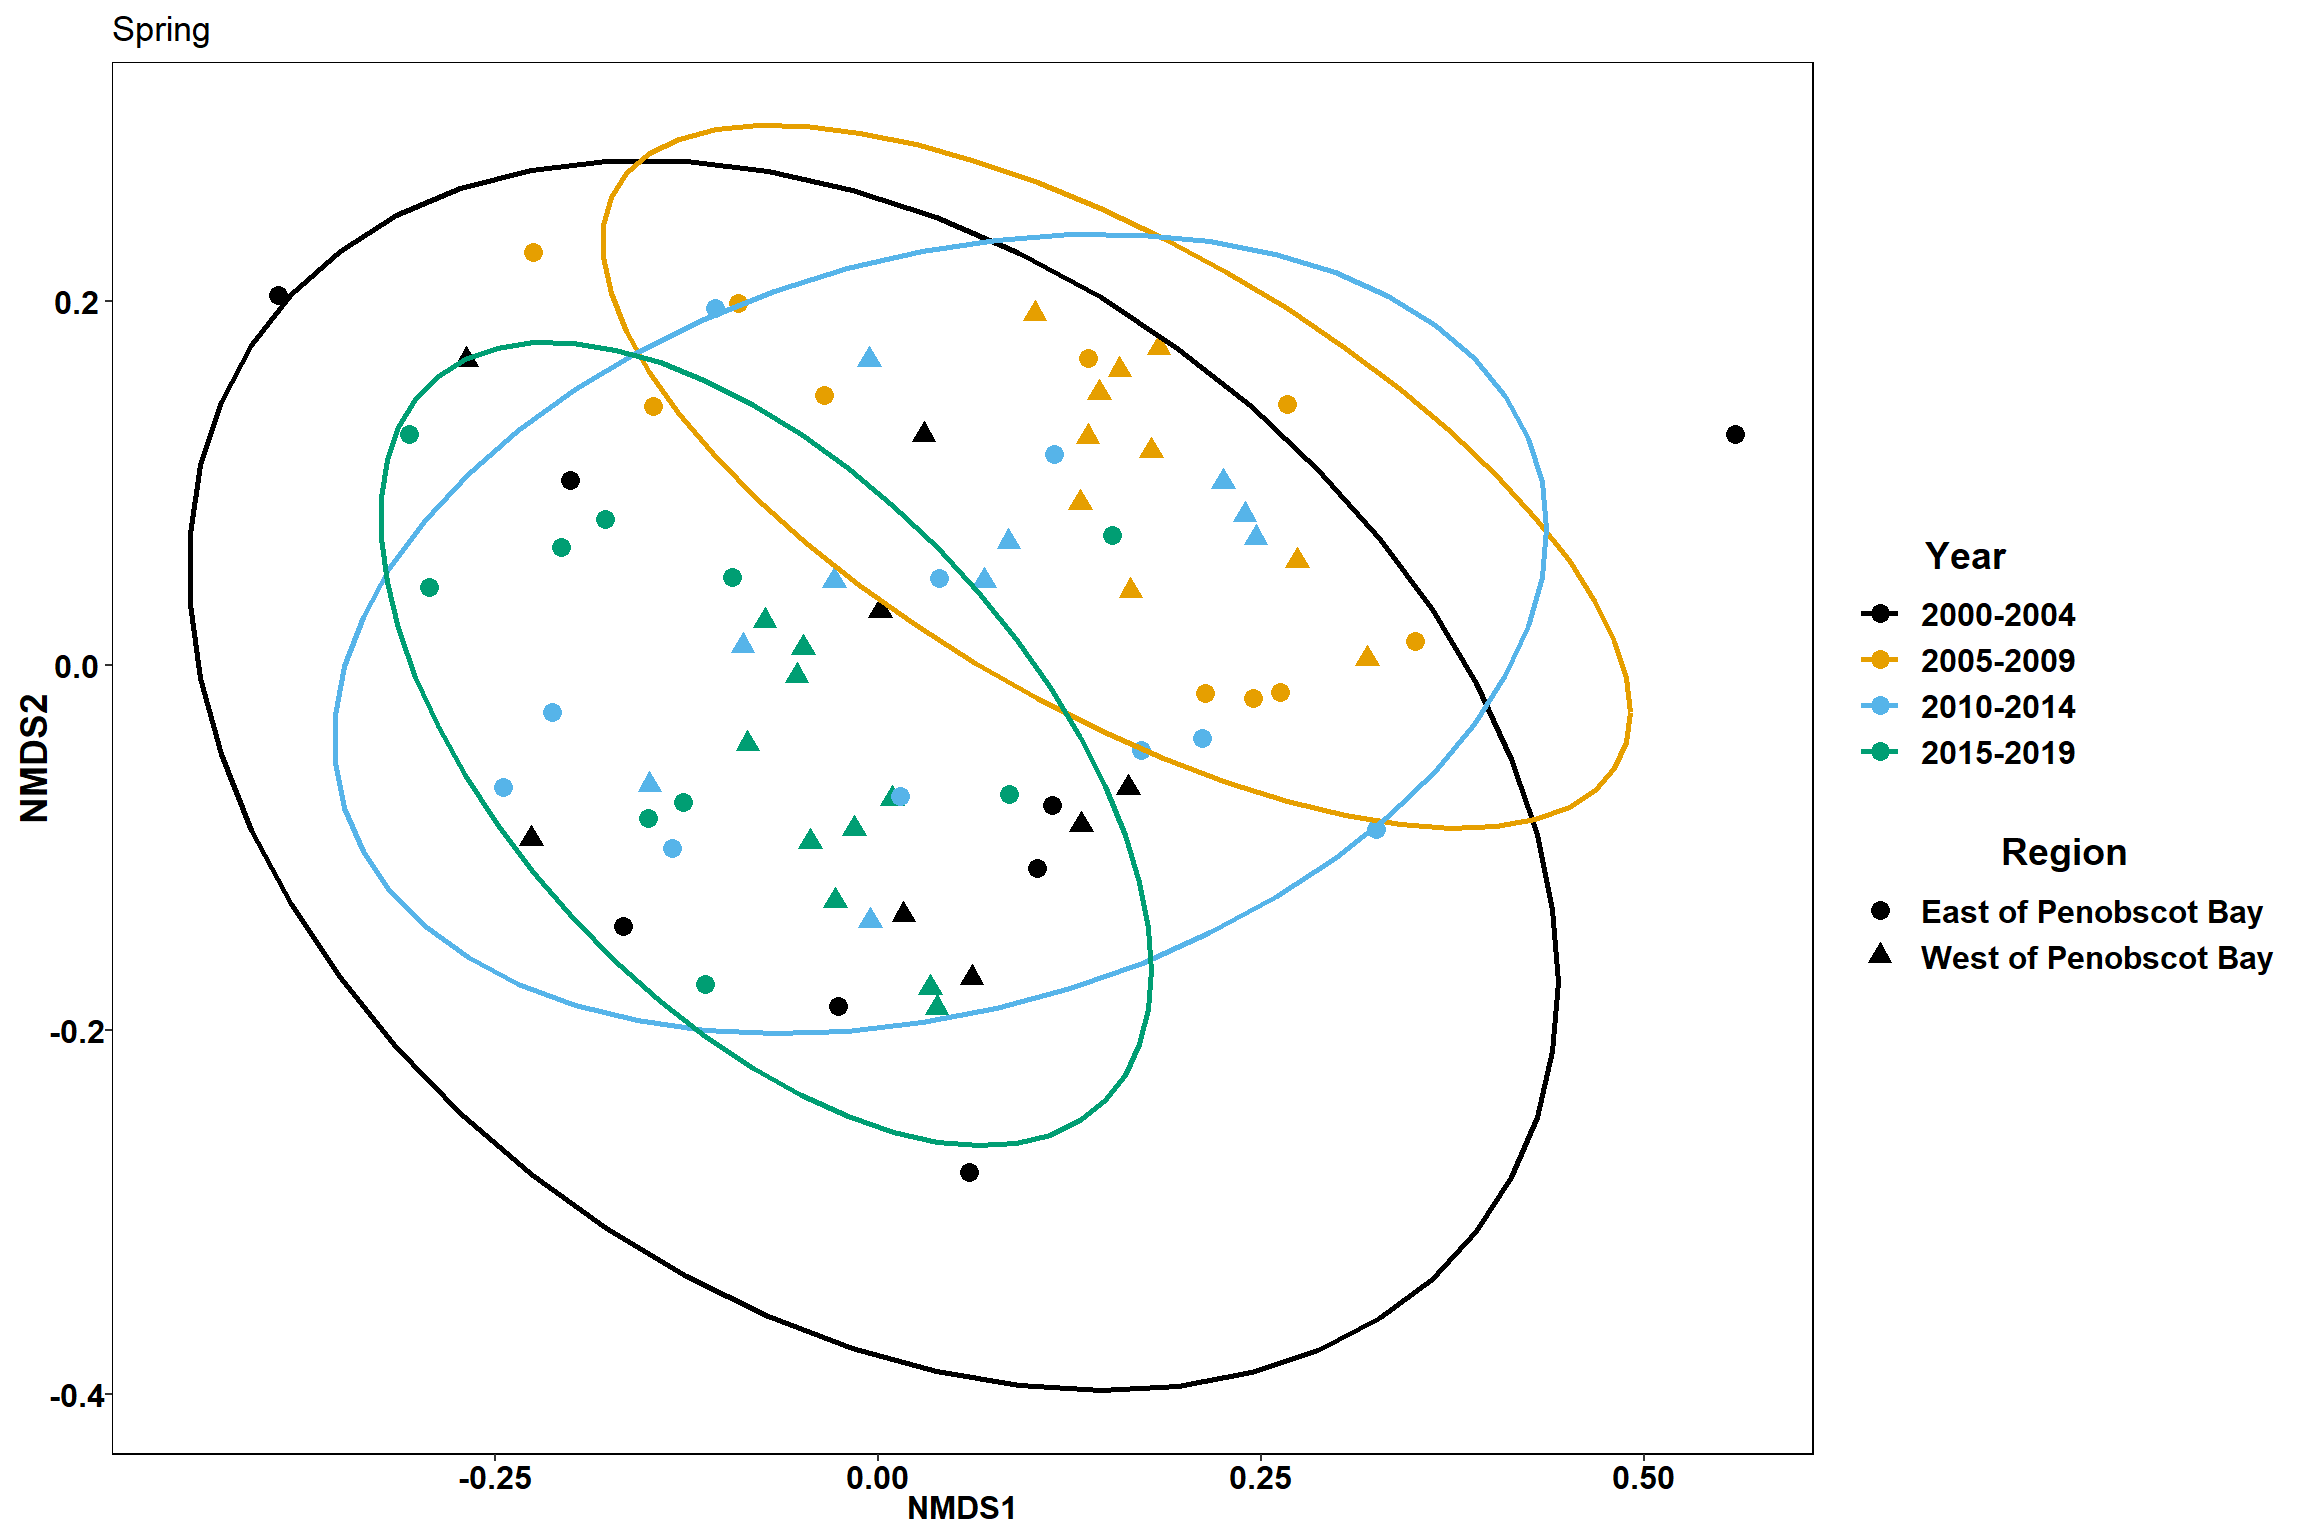 Spring
NMDS2
0.2
0.0
-0.2
-0.4
-0.25 0.00 0.25 0.50
NMDS1
Year
2000-2004
2005-2009
2010-2014
2015-2019
Region
East of Penobscot Bay
West of Penobscot Bay